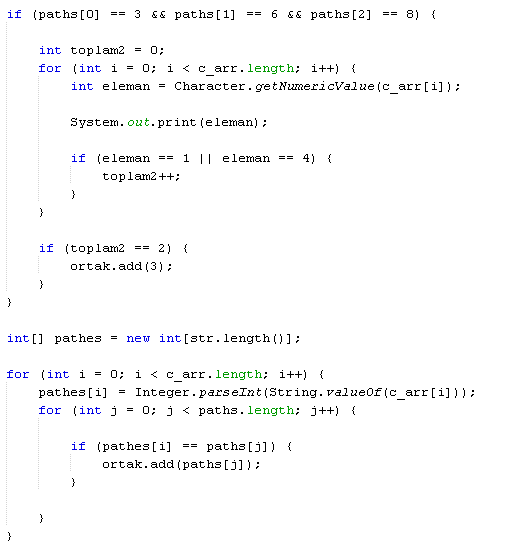 if (paths[0] == 3 && paths[1] == 6 && paths[2] == 8) {
int toplam2 = 0;
for (int i = 0; i < c_arr.length; i++) {
int eleman = Character.getNumericValue(c_arr[i]);
System.out.print(eleman);
if (eleman == 1 || eleman == 4) {
toplam2++;
}
}
if (toplam2 == 2) {
ortak.add(3);
}
}
int[] pathes = new int[str.length()];
for (int i = 0; i < c_arr.length; i++) {
pathes[i] = Integer.parseInt(String.valueOf(c_arr[i]));
for (int j = 0; j < paths.length; j++) {
if (pathes[i] == paths[j]) {
ortak.add(paths[j]);
}
}
}